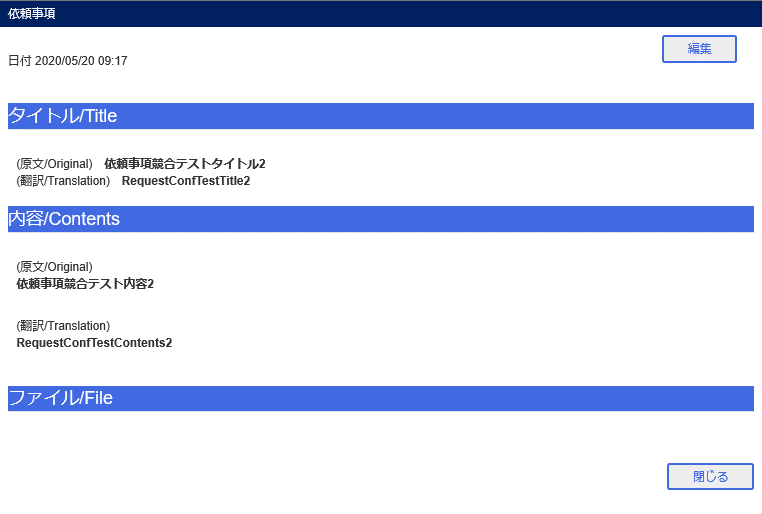 依頼事項
編集
日付 2020/05/20 09:17
タイトル/Title
(原文/Original) 依頼事項競合テストタイトル2
(翻訳/Translation) RequestConfTestTitle2
内容/Contents
(原文/Original)
依頼事項競合テスト内容2
(翻訳/Translation)
RequestConfTestContents2
ファイル/File
閉じる